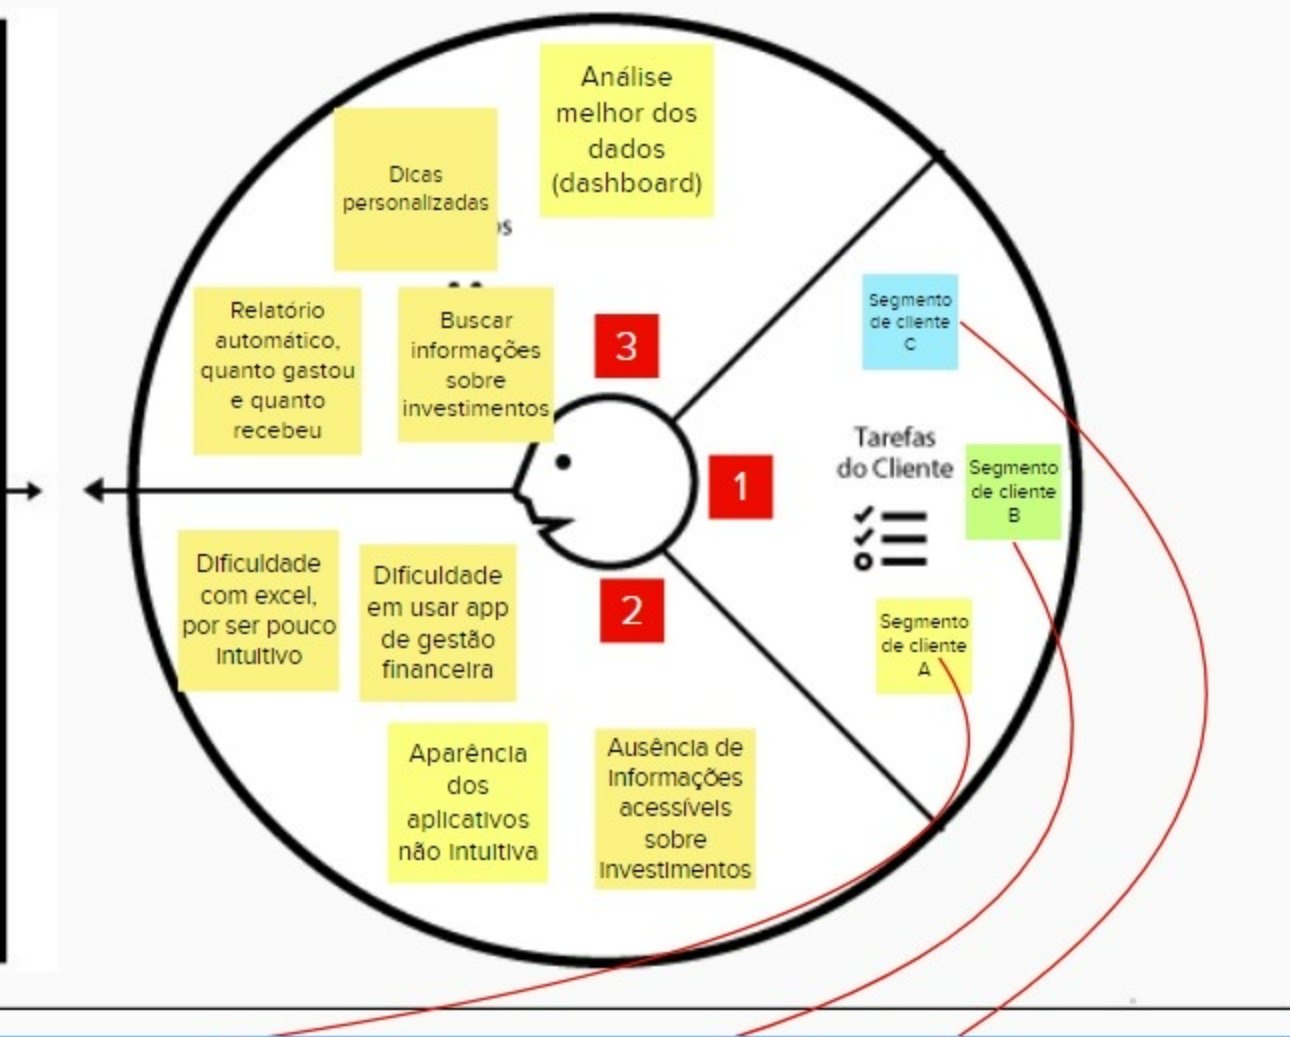 Análise
melhor dos
dados
(dashboard)
Dicas
personalizadas
os
Relatório
automático,
quanto gastou
e quanto
recebeu
Buscar
informações
sobre
investimentos
3
Segmento
de cliente
C
Tarefas
do Cliente
Segmento
de cliente
B
1
Dificuldade
com excel,
por ser pouco
intuitivo
Dificuldade
em usar app
de gestão
financeira
2
Segmento
de cliente
A
Aparência
dos
aplicativos
não intuitiva
Ausência de
informações
acessíveis
sobre
investimentos